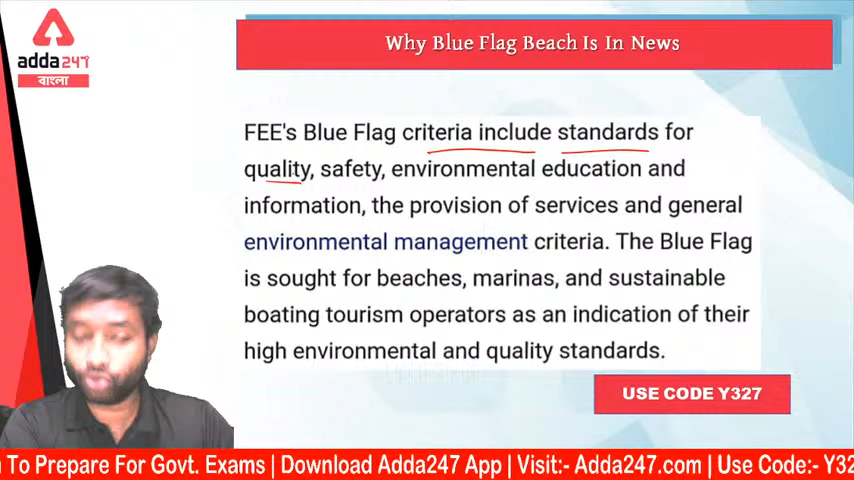 Why Blue Flag Beach Is In News
adda247
বাংলা
FEE's Blue Flag criteria include standards for
quality, safety, environmental education and
information, the provision of services and general
environmental management criteria. The Blue Flag
is sought for beaches, marinas, and sustainable
boating tourism operators as an indication of their
high environmental and quality standards.
USE CODE Y327
To Prepare For Govt. Exams | Download Adda247 App | Visit:- Adda247.com | Use Code:- Y32